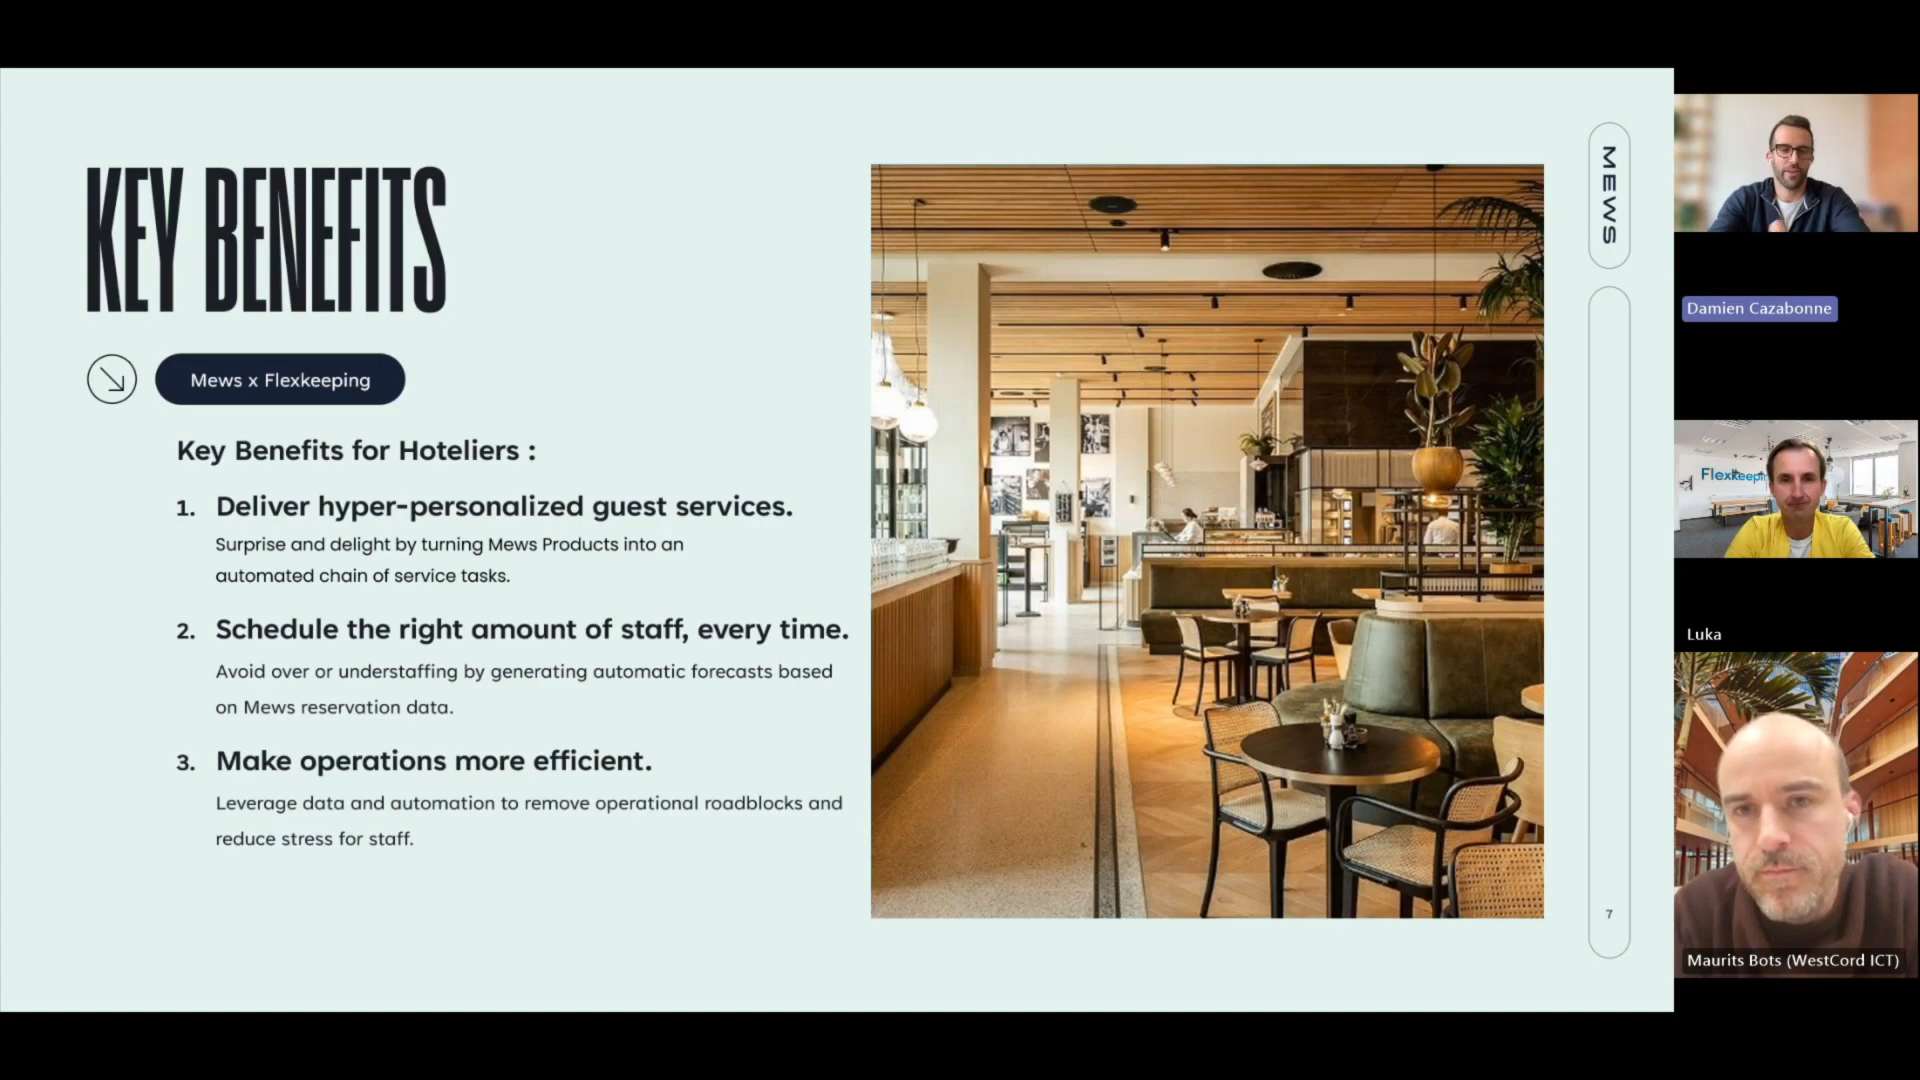 KEY BENEFITS
Mews x Flexkeeping
Key Benefits for Hoteliers :
1. Deliver hyper-personalized guest services.
Surprise and delight by turning Mews Products into an
automated chain of service tasks.
2. Schedule the right amount of staff, every time.
Avoid over or understaffing by generating automatic forecasts based
on Mews reservation data.
3. Make operations more efficient.
Leverage data and automation to remove operational roadblocks and
reduce stress for staff.
MEWS
7
Damien Cazabonne
Flexkeepin
Luka
Maurits Bots (WestCord ICT)